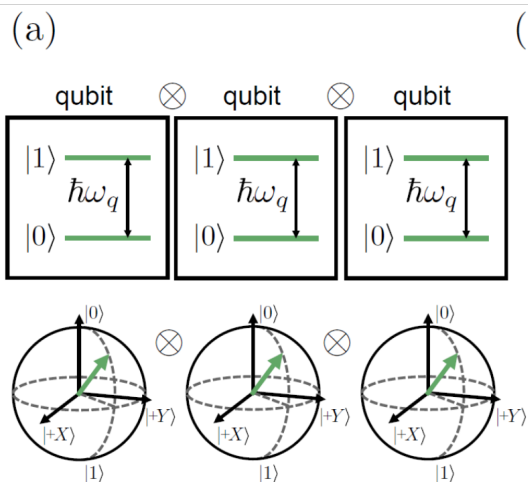 (a) (
qubit ⊗ qubit ⊗ qubit
|1⟩ |1⟩ |1⟩
ℏω_q ℏω_q ℏω_q
|0⟩ |0⟩ |0⟩
|0⟩ |0⟩ |0⟩
⊗ ⊗
|+Y⟩ |+Y⟩ |+Y⟩
|+X⟩ |+X⟩ |+X⟩
|1⟩ |1⟩ |1⟩